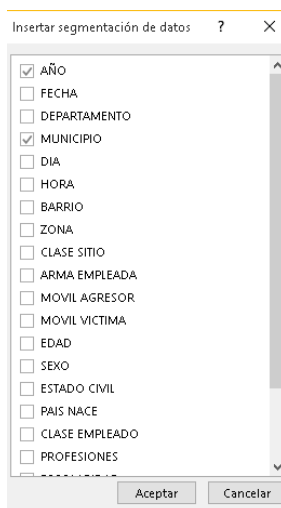 Insertar segmentación de datos ? ×
AÑO
FECHA
DEPARTAMENTO
MUNICIPIO
DIA
HORA
BARRIO
ZONA
CLASE SITIO
ARMA EMPLEADA
MOVIL AGRESOR
MOVIL VICTIMA
EDAD
SEXO
ESTADO CIVIL
PAIS NACE
CLASE EMPLEADO
PROFESIONES
Aceptar Cancelar